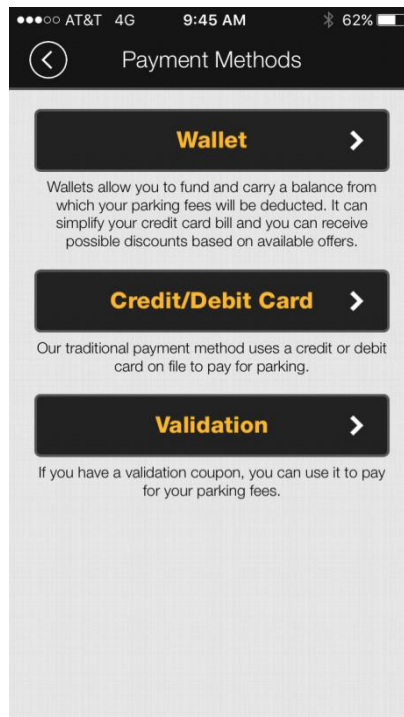 AT&T 4G 9:45 AM 62%
Payment Methods
Wallet
Wallets allow you to fund and carry a balance from
which your parking fees will be deducted. It can
simplify your credit card bill and you can receive
possible discounts based on available offers.
Credit/Debit Card
Our traditional payment method uses a credit or debit
card on file to pay for parking.
Validation
If you have a validation coupon, you can use it to pay
for your parking fees.